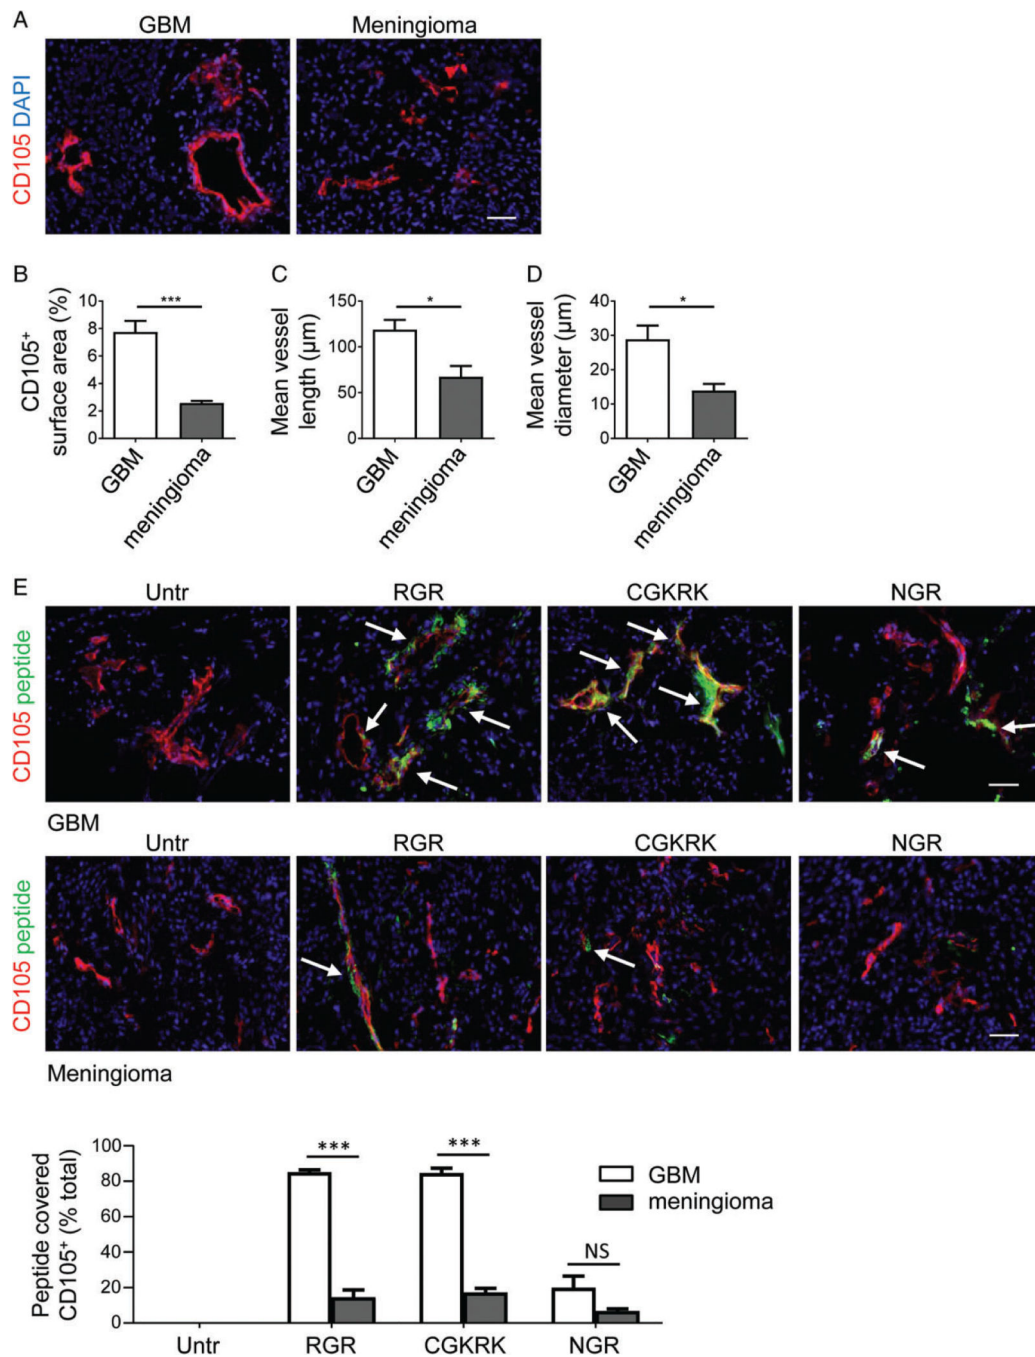 A
GBM
Meningioma
CD105 DAPI
B
C
D
CD105⁺
surface area (%)
10
8
6
4
2
0
***
GBM
meningioma
Mean vessel
length (µm)
150
100
50
0
*
GBM
meningioma
Mean vessel
diameter (µm)
40
30
20
10
0
*
GBM
meningioma
E
Untr
RGR
CGKRK
NGR
CD105 peptide
GBM
Untr
RGR
CGKRK
NGR
CD105 peptide
Meningioma
Peptide covered
CD105⁺ (% total)
100
80
60
40
20
0
***
***
NS
GBM
meningioma
Untr
RGR
CGKRK
NGR